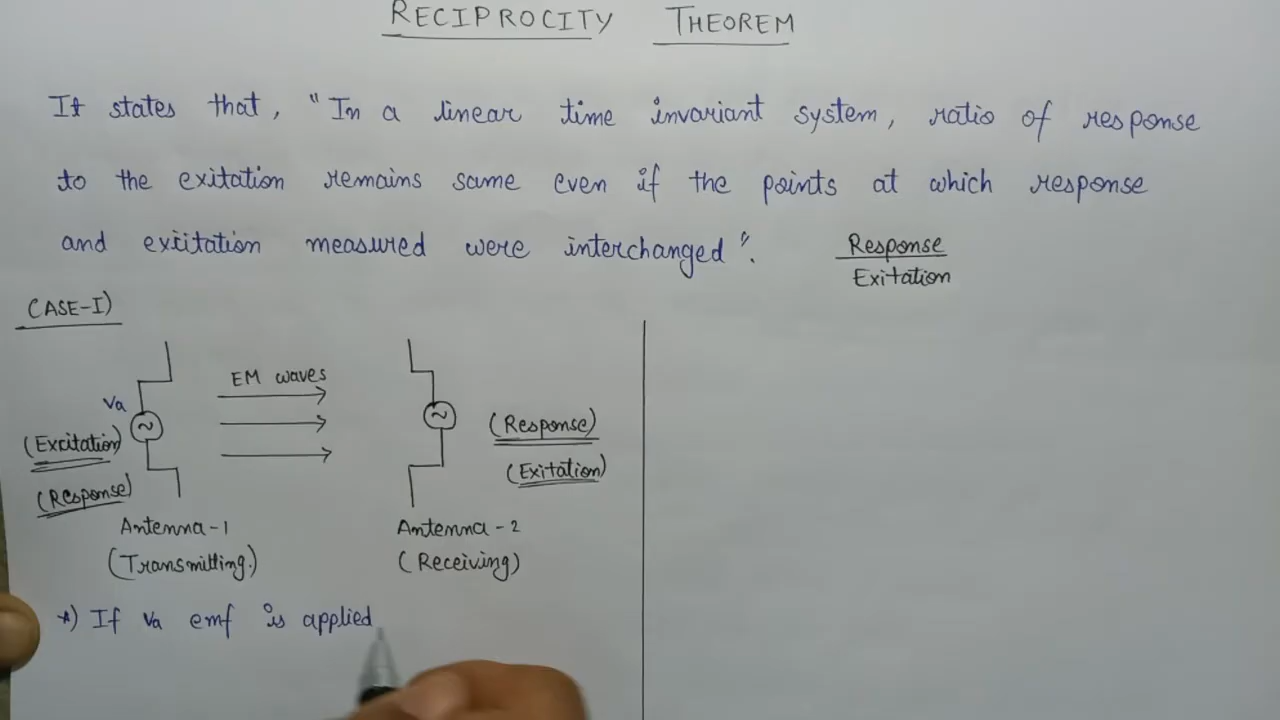 RECIPROCITY THEOREM
It states that, "In a linear time invariant system, ratio of response
to the exitation remains same even if the points at which response
and exitation measured were interchanged".
Response
Exitation
CASE-I)
EM waves
Va
~
~
(Excitation)
(Response)
(Response)
(Exitation)
Antenna-1
Antenna-2
(Transmitting.)
(Receiving)
*) If Va emf is applied